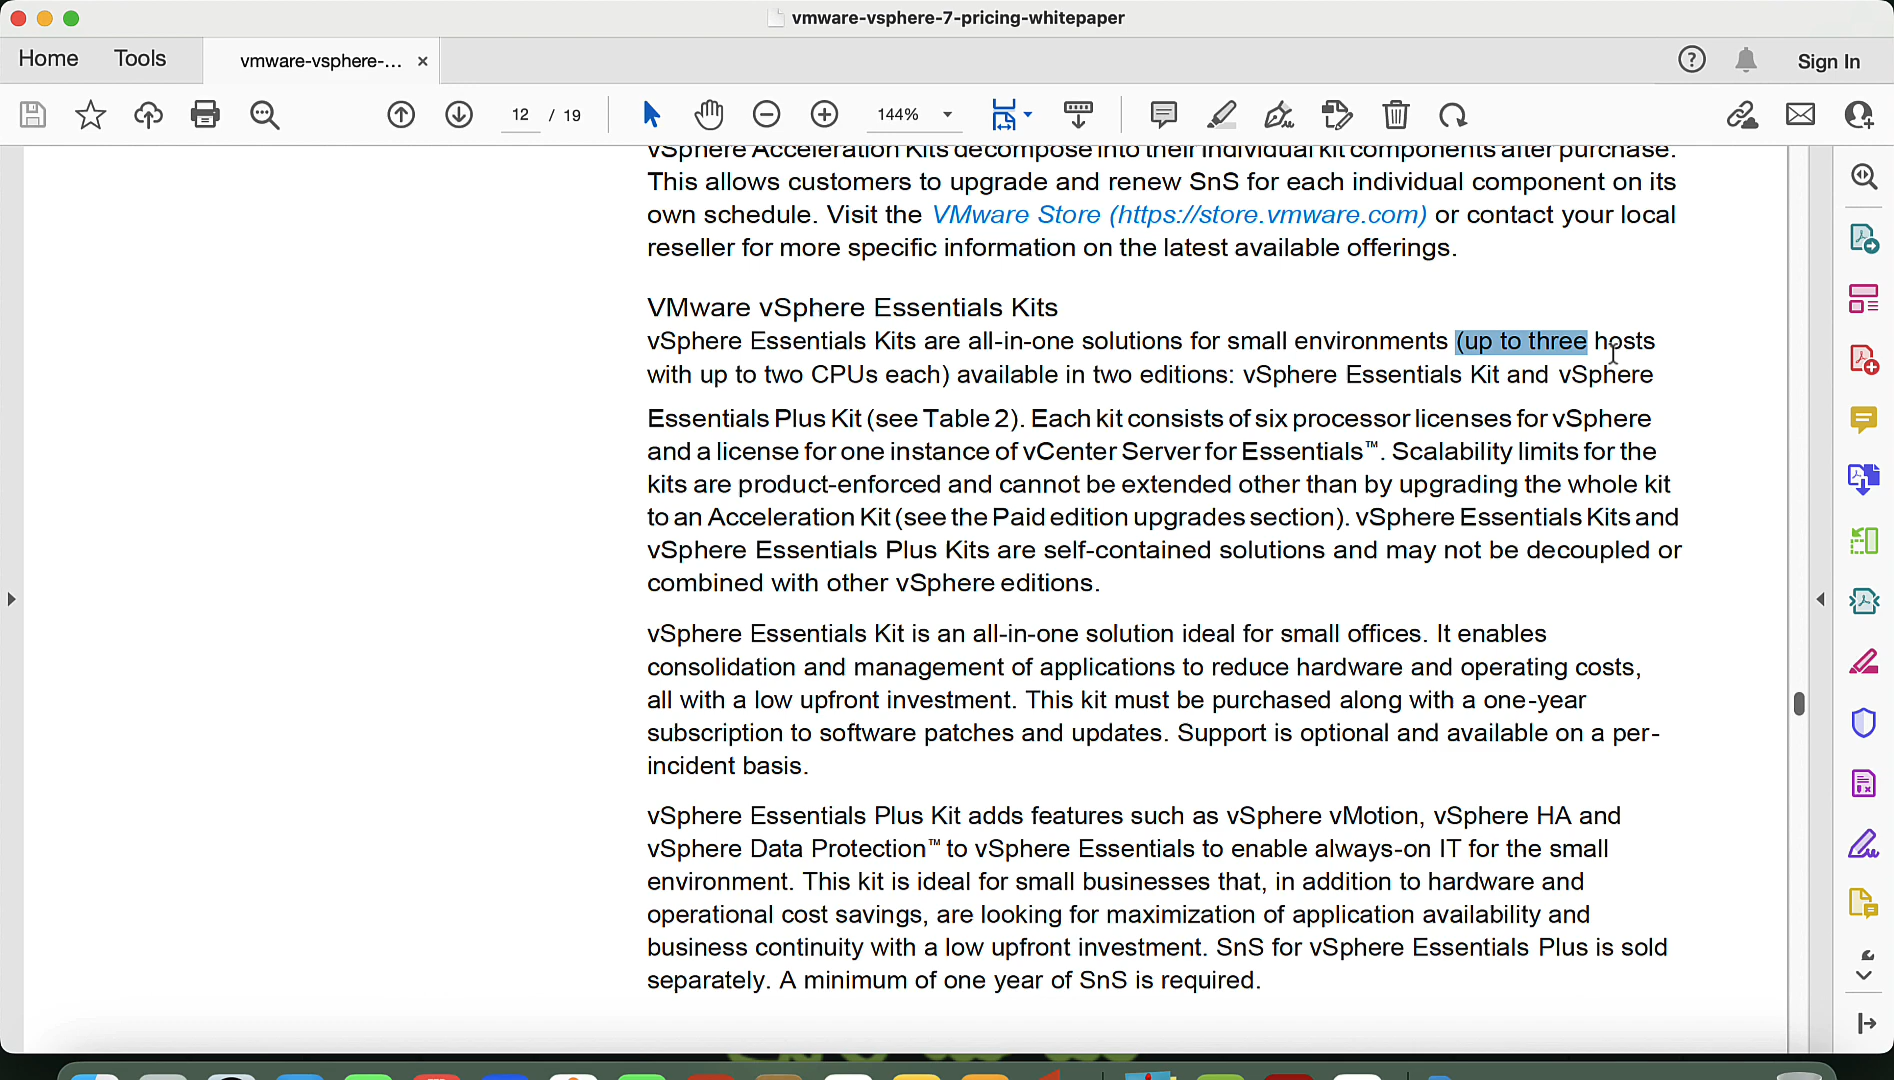 vmware-vsphere-7-pricing-whitepaper
Home Tools vmware-vsphere-... × Sign In
12 / 19 144%
vSphere Acceleration Kits decompose into their individual kit components after purchase.
This allows customers to upgrade and renew SnS for each individual component on its
own schedule. Visit the VMware Store (https://store.vmware.com) or contact your local
reseller for more specific information on the latest available offerings.
VMware vSphere Essentials Kits
vSphere Essentials Kits are all-in-one solutions for small environments (up to three hosts
with up to two CPUs each) available in two editions: vSphere Essentials Kit and vSphere
Essentials Plus Kit (see Table 2). Each kit consists of six processor licenses for vSphere
and a license for one instance of vCenter Server for Essentials™. Scalability limits for the
kits are product-enforced and cannot be extended other than by upgrading the whole kit
to an Acceleration Kit (see the Paid edition upgrades section). vSphere Essentials Kits and
vSphere Essentials Plus Kits are self-contained solutions and may not be decoupled or
combined with other vSphere editions.
vSphere Essentials Kit is an all-in-one solution ideal for small offices. It enables
consolidation and management of applications to reduce hardware and operating costs,
all with a low upfront investment. This kit must be purchased along with a one-year
subscription to software patches and updates. Support is optional and available on a per-
incident basis.
vSphere Essentials Plus Kit adds features such as vSphere vMotion, vSphere HA and
vSphere Data Protection™ to vSphere Essentials to enable always-on IT for the small
environment. This kit is ideal for small businesses that, in addition to hardware and
operational cost savings, are looking for maximization of application availability and
business continuity with a low upfront investment. SnS for vSphere Essentials Plus is sold
separately. A minimum of one year of SnS is required.